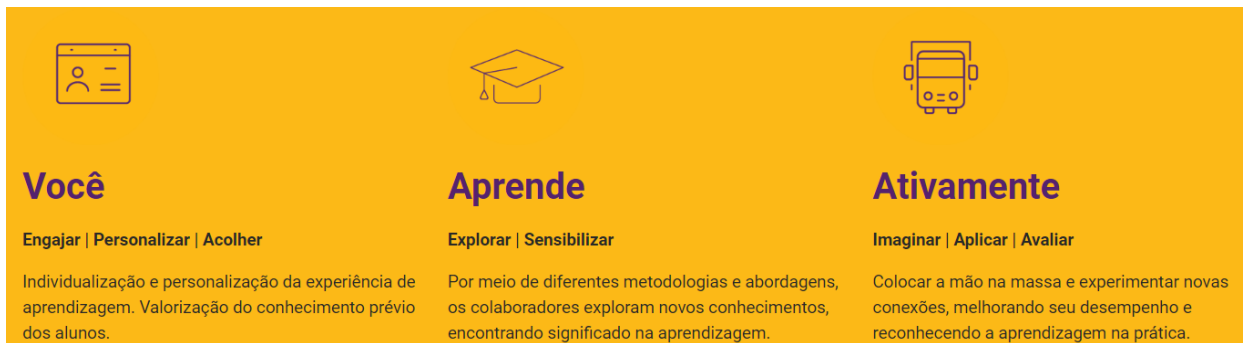 Você
Engajar | Personalizar | Acolher
Individualização e personalização da experiência de
aprendizagem. Valorização do conhecimento prévio
dos alunos.
Aprende
Explorar | Sensibilizar
Por meio de diferentes metodologias e abordagens,
os colaboradores exploram novos conhecimentos,
encontrando significado na aprendizagem.
Ativamente
Imaginar | Aplicar | Avaliar
Colocar a mão na massa e experimentar novas
conexões, melhorando seu desempenho e
reconhecendo a aprendizagem na prática.